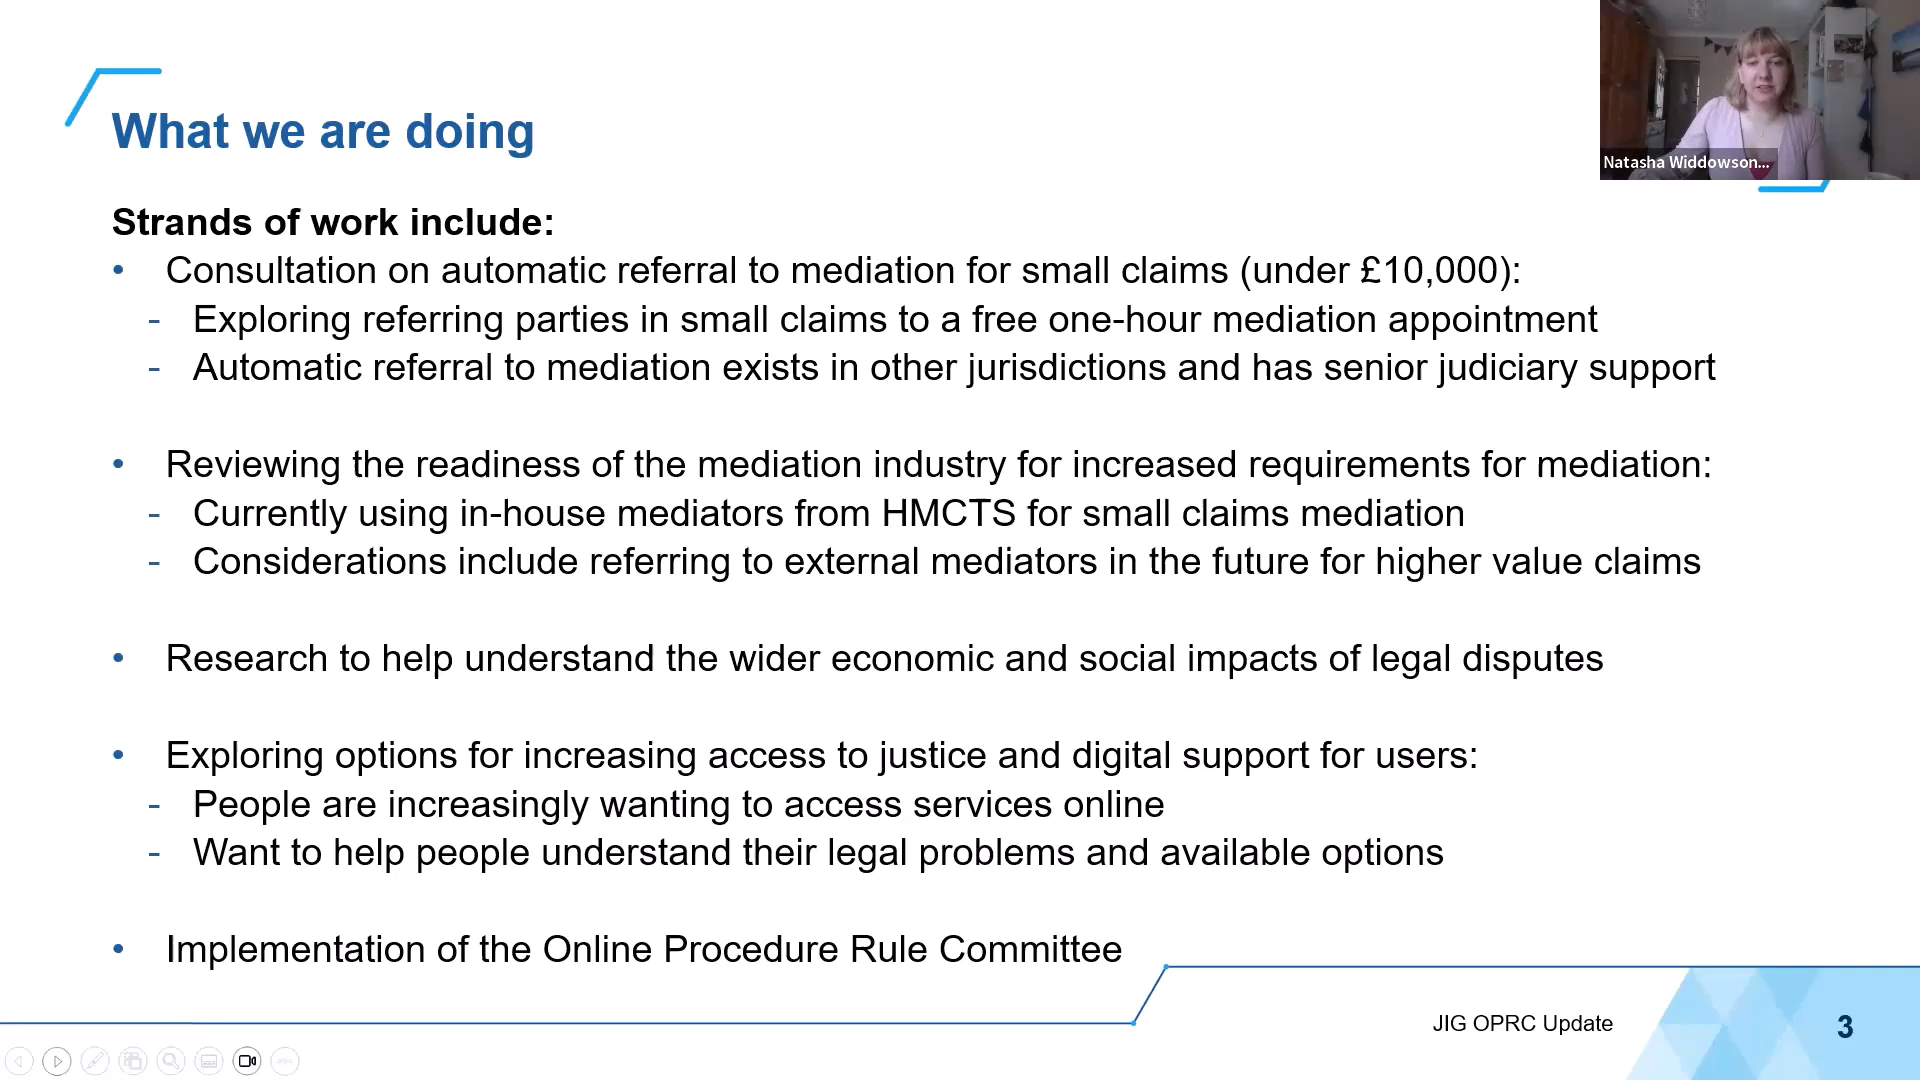 What we are doing
Natasha Widdowson...
Strands of work include:
• Consultation on automatic referral to mediation for small claims (under £10,000):
- Exploring referring parties in small claims to a free one-hour mediation appointment
- Automatic referral to mediation exists in other jurisdictions and has senior judiciary support
• Reviewing the readiness of the mediation industry for increased requirements for mediation:
- Currently using in-house mediators from HMCTS for small claims mediation
- Considerations include referring to external mediators in the future for higher value claims
• Research to help understand the wider economic and social impacts of legal disputes
• Exploring options for increasing access to justice and digital support for users:
- People are increasingly wanting to access services online
- Want to help people understand their legal problems and available options
• Implementation of the Online Procedure Rule Committee
JIG OPRC Update
3